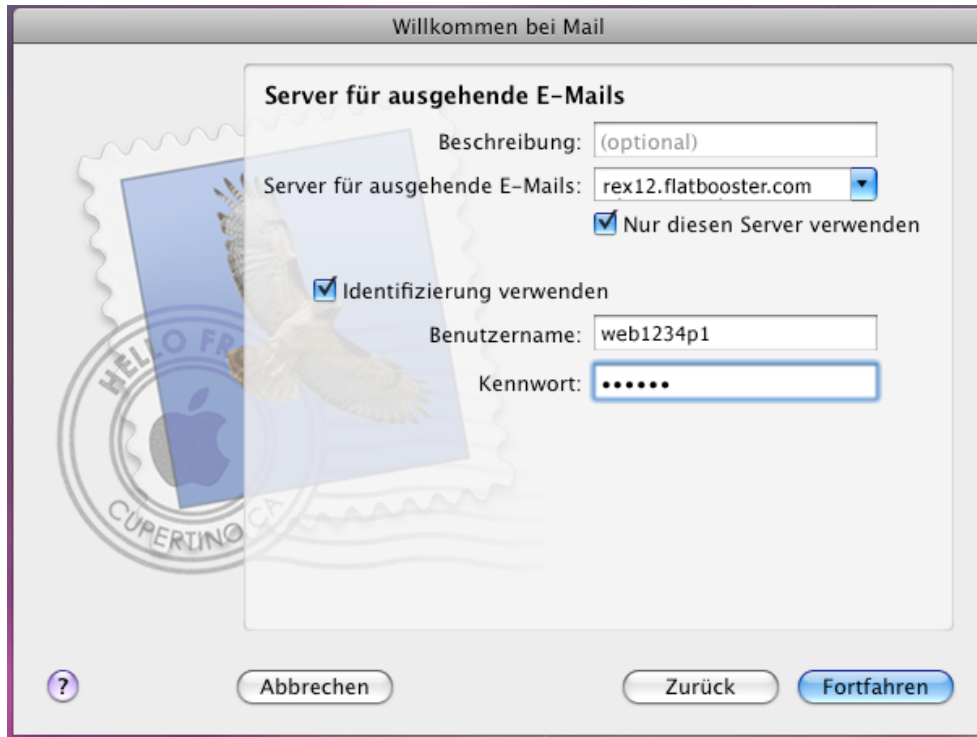 Willkommen bei Mail
Server für ausgehende E-Mails
Beschreibung: (optional)
Server für ausgehende E-Mails: rex12.flatbooster.com
Nur diesen Server verwenden
Identifizierung verwenden
Benutzername: web1234p1
Kennwort: ••••••
HELLO FR
CUPERTINO CA
? Abbrechen Zurück Fortfahren